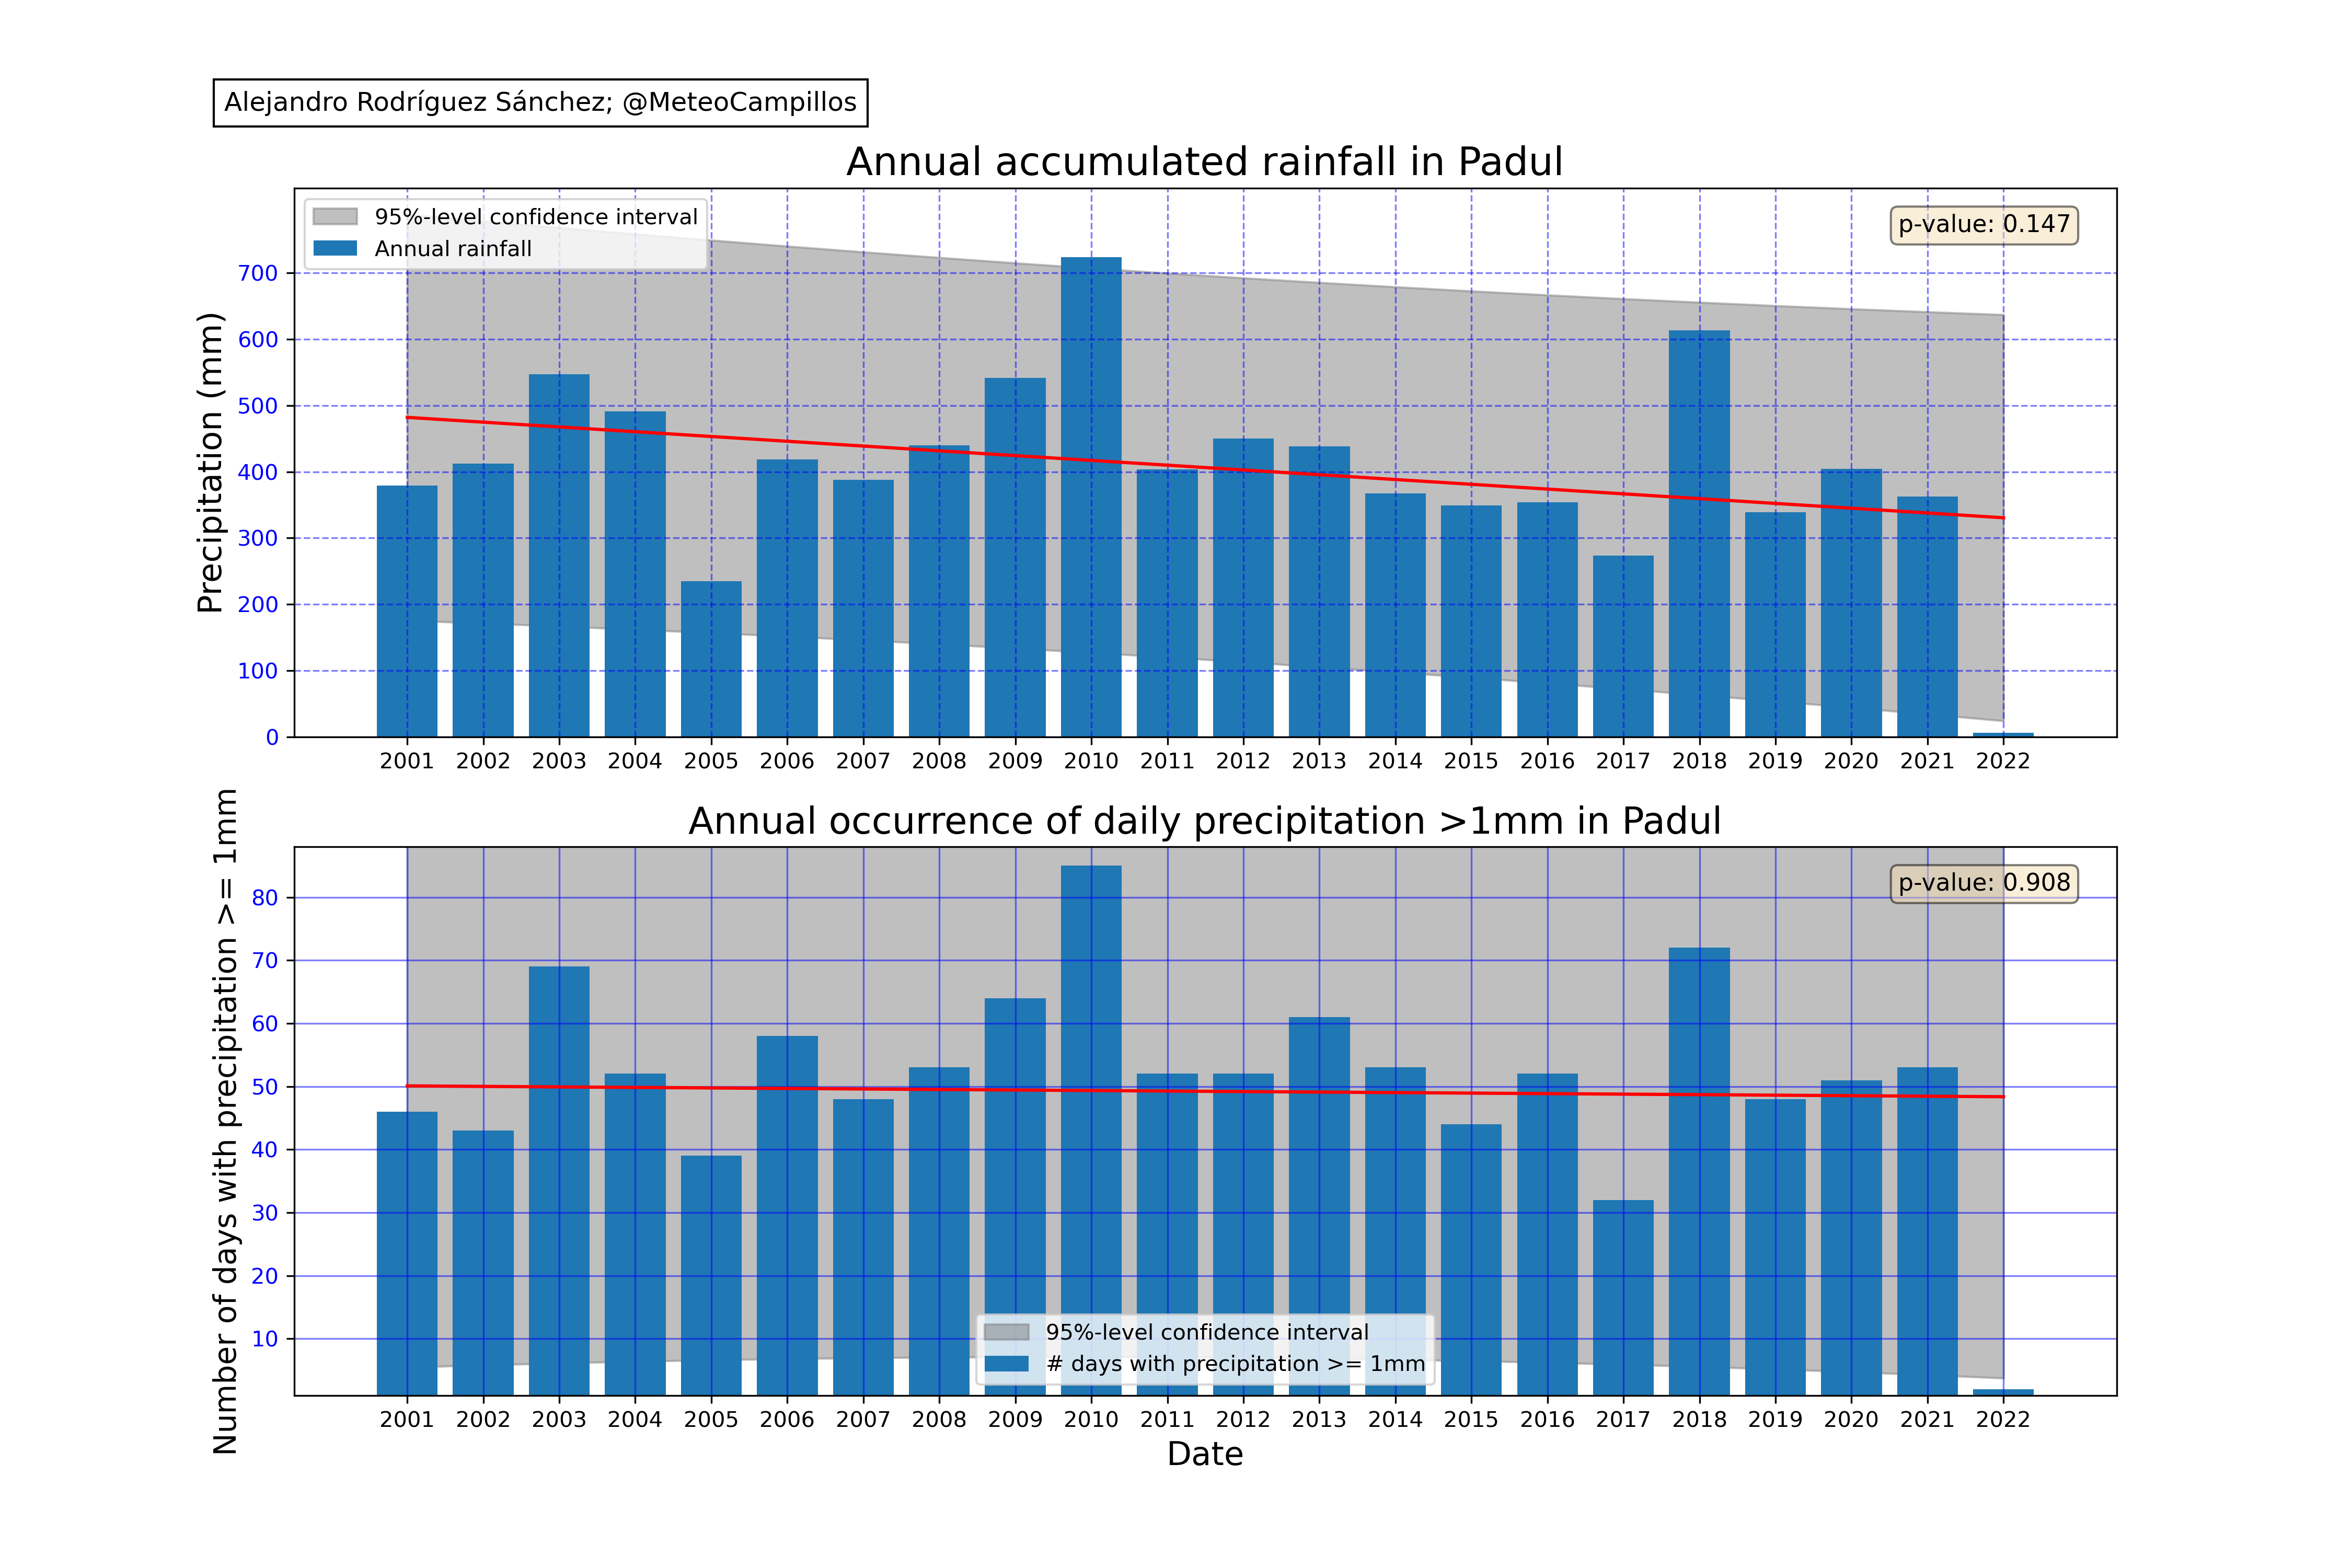 Alejandro Rodríguez Sánchez; @MeteoCampillos
Annual accumulated rainfall in Padul
95%-level confidence interval
Annual rainfall
p-value: 0.147
Precipitation (mm)
700
600
500
400
300
200
100
0
2001 2002 2003 2004 2005 2006 2007 2008 2009 2010 2011 2012 2013 2014 2015 2016 2017 2018 2019 2020 2021 2022
Annual occurrence of daily precipitation >1mm in Padul
p-value: 0.908
Number of days with precipitation >= 1mm
80
70
60
50
40
30
20
10
95%-level confidence interval
# days with precipitation >= 1mm
2001 2002 2003 2004 2005 2006 2007 2008 2009 2010 2011 2012 2013 2014 2015 2016 2017 2018 2019 2020 2021 2022
Date